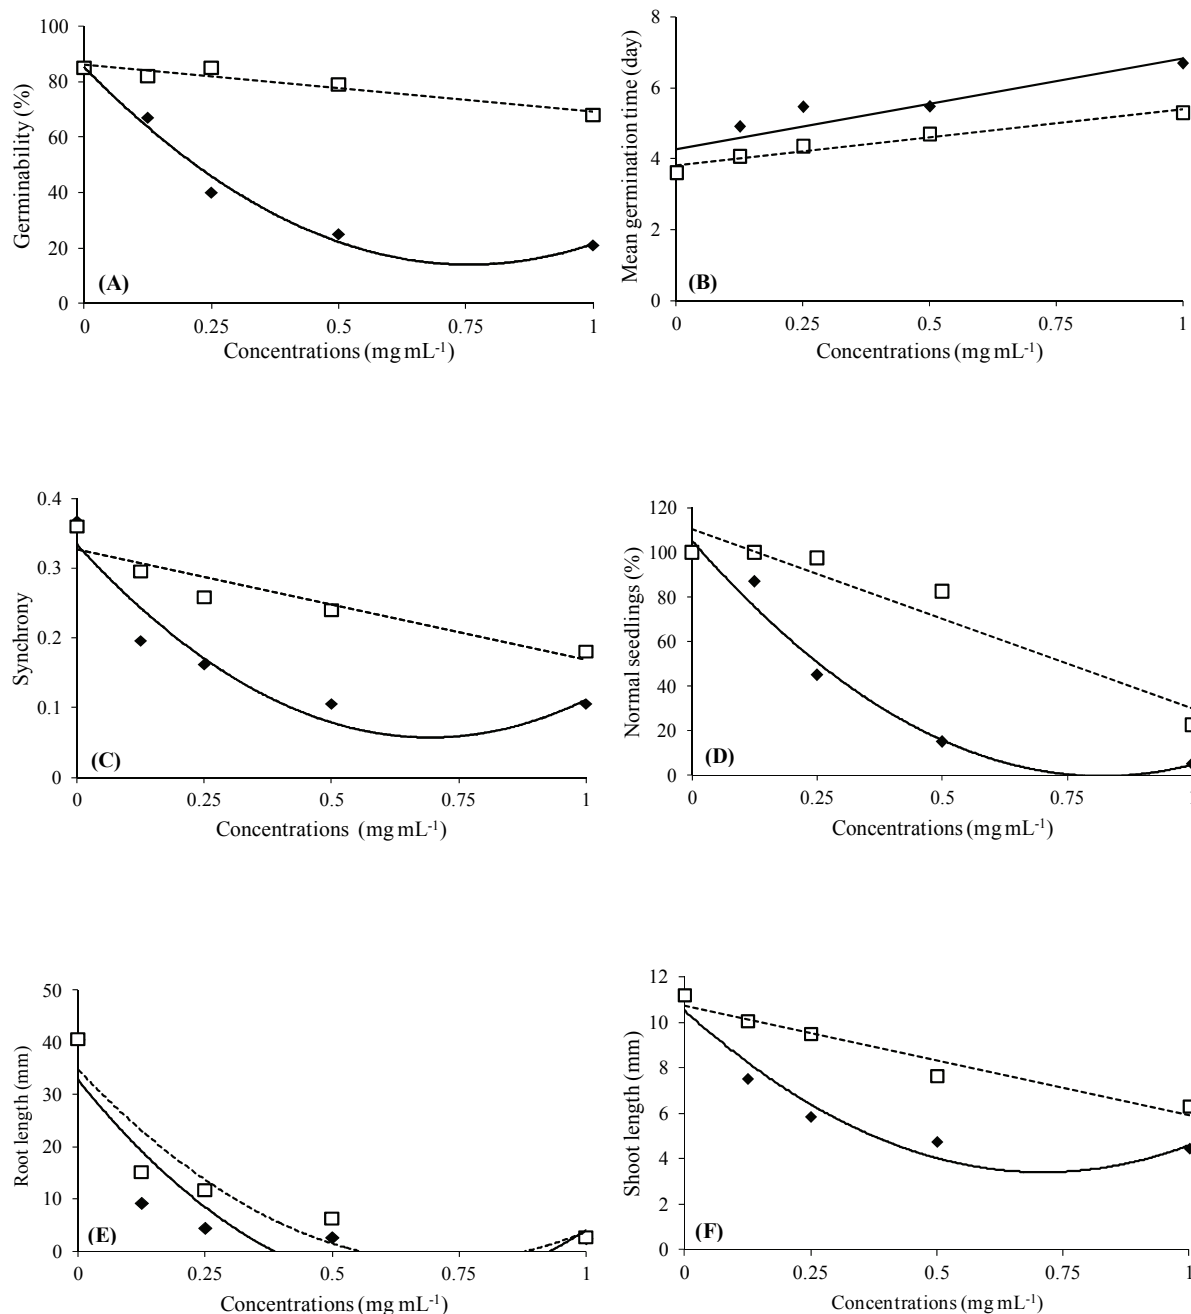 100
80
60
40
20
0
Germinability (%)
(A)
0 0.25 0.5 0.75 1
Concentrations (mg mL-1)
8
6
4
2
0
Mean germination time (day)
(B)
0 0.25 0.5 0.75 1
Concentrations (mg mL-1)
0.4
0.3
0.2
0.1
0
Synchrony
(C)
0 0.25 0.5 0.75 1
Concentrations (mg mL-1)
120
100
80
60
40
20
0
Normal seedlings (%)
(D)
0 0.25 0.5 0.75 1
Concentrations (mg mL-1)
50
40
30
20
10
0
Root length (mm)
(E)
0 0.25 0.5 0.75 1
Concentrations (mg mL-1)
12
10
8
6
4
2
0
Shoot length (mm)
(F)
0 0.25 0.5 0.75 1
Concentrations (mg mL-1)